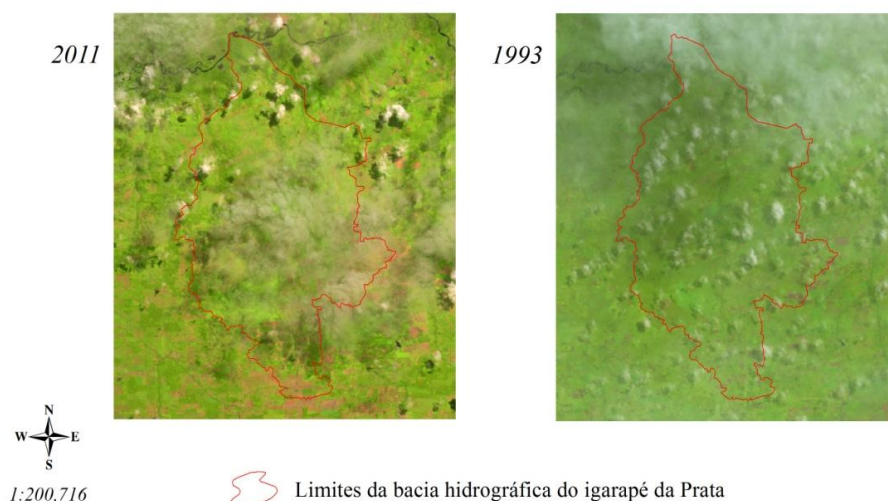 2011
1993
N
W E
S
1:200.716
Limites da bacia hidrográfica do igarapé da Prata